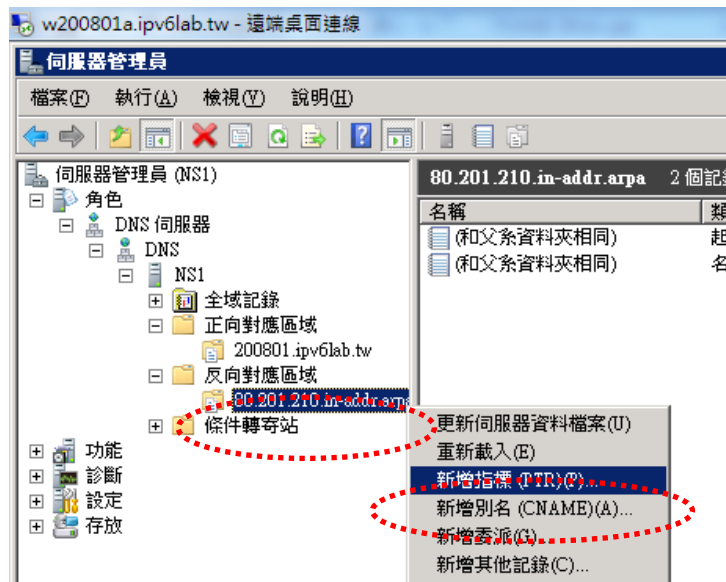 w200801a.ipv6lab.tw - 遠端桌面連線
伺服器管理員
檔案(F) 執行(A) 檢視(V) 說明(H)
伺服器管理員 (NS1)
角色
DNS 伺服器
DNS
NS1
全域記錄
正向對應區域
200801.ipv6lab.tw
反向對應區域
80.201.210.in-addr.arpa
條件轉寄站
功能
診斷
設定
存放
80.201.210.in-addr.arpa 2 個記
名稱
(和父系資料夾相同) 起
(和父系資料夾相同) 名
更新伺服器資料檔案(U)
重新載入(E)
新增指標 (PTR)(P)...
新增別名 (CNAME)(A)...
新增委派(G)...
新增其他記錄(C)...